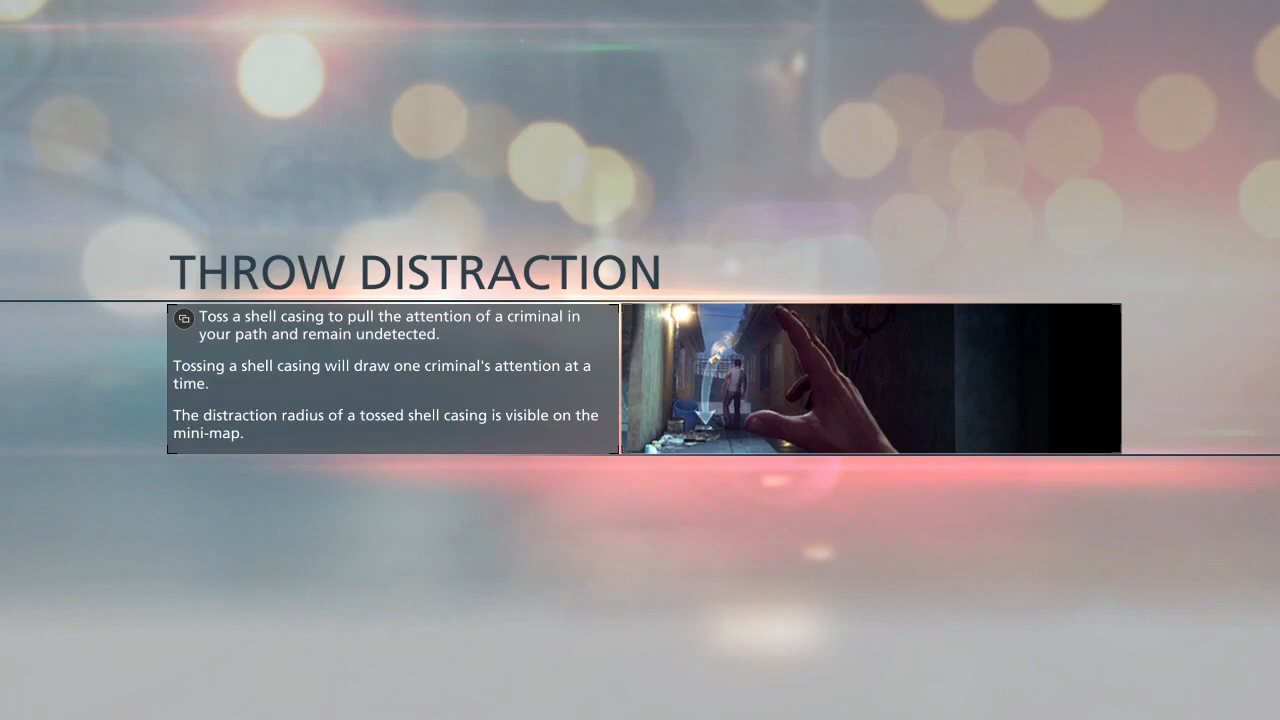 THROW DISTRACTION
Toss a shell casing to pull the attention of a criminal in
your path and remain undetected.
Tossing a shell casing will draw one criminal's attention at a
time.
The distraction radius of a tossed shell casing is visible on the
mini-map.